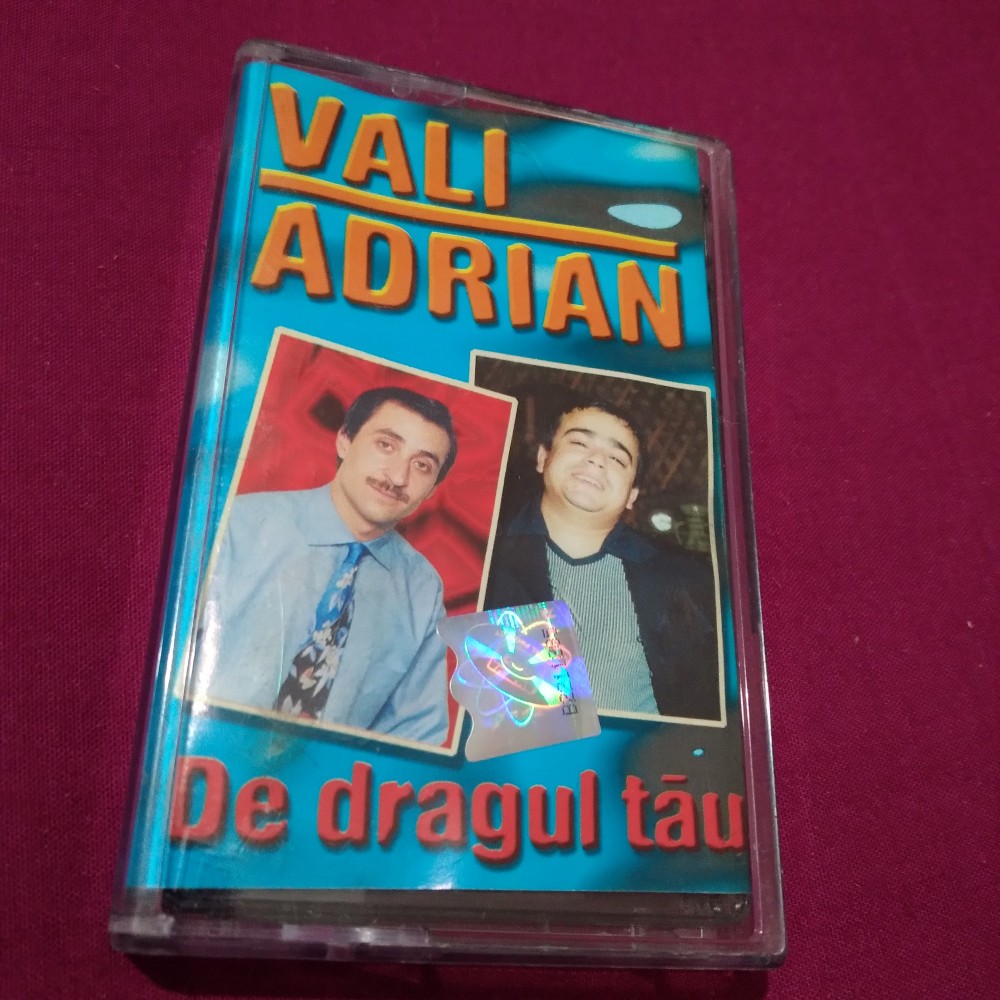 VALI
ADRIAN
De dragul tău